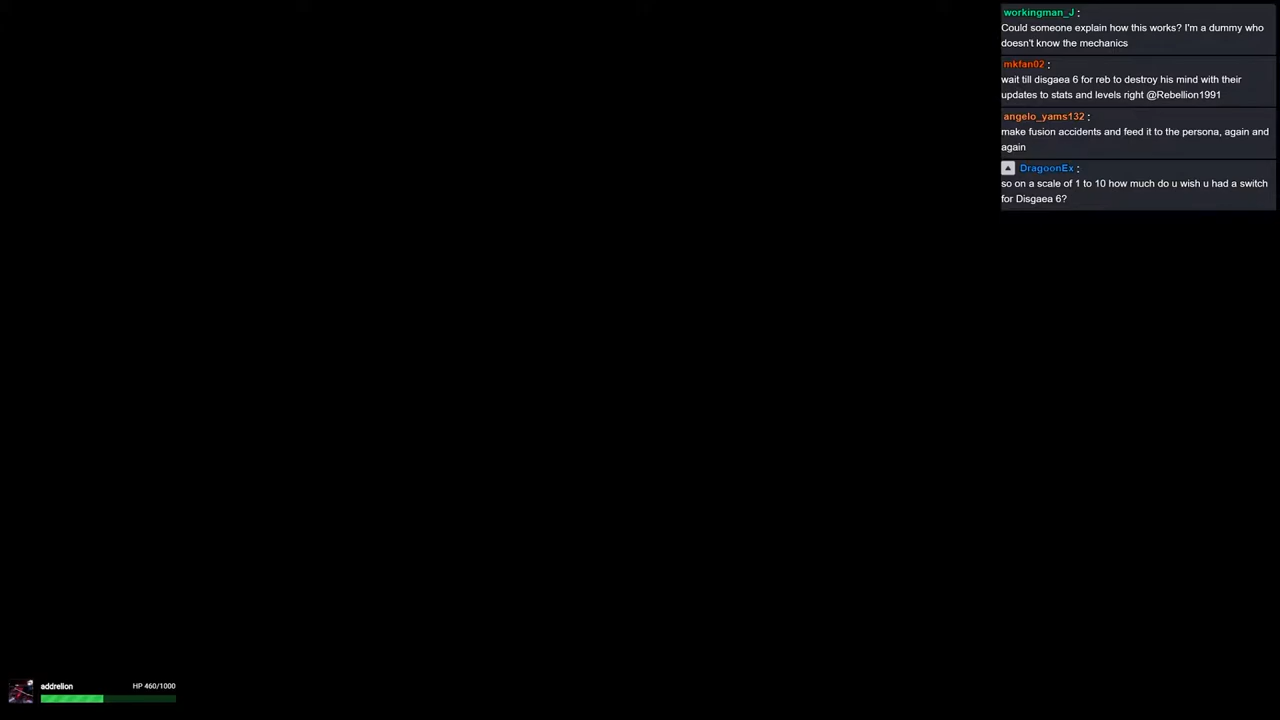 workingman_J :
Could someone explain how this works? I'm a dummy who
doesn't know the mechanics
mkfan02 :
wait till disgaea 6 for reb to destroy his mind with their
updates to stats and levels right @Rebellion1991
angelo_yams132 :
make fusion accidents and feed it to the persona, again and
again
DragoonEx :
so on a scale of 1 to 10 how much do u wish u had a switch
for Disgaea 6?
addrelion HP 460/1000